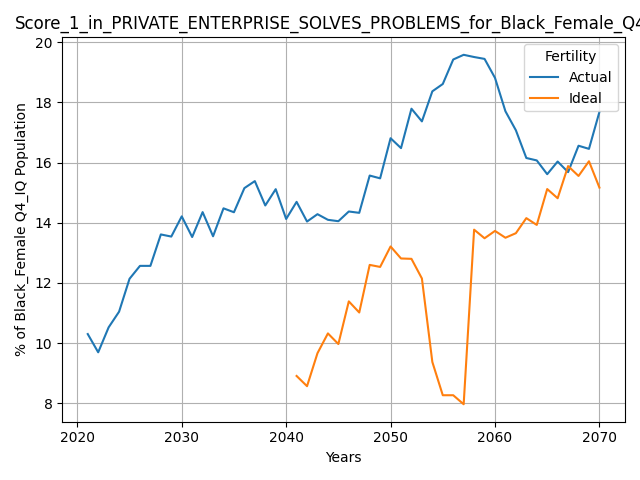 Score_1_in_PRIVATE_ENTERPRISE_SOLVES_PROBLEMS_for_Black_Female_Q4
% of Black_Female Q4_IQ Population
20
18
16
14
12
10
8
Fertility
Actual
Ideal
2020 2030 2040 2050 2060 2070
Years